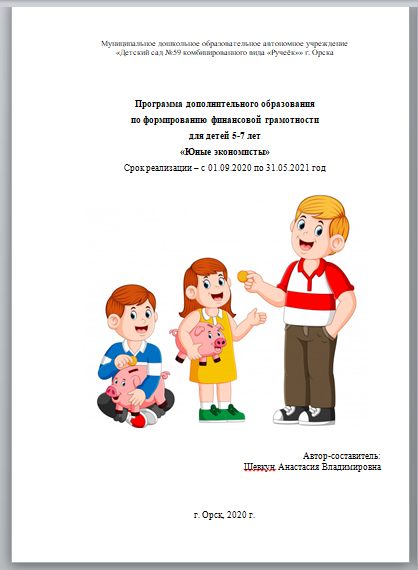 Муниципальное дошкольное образовательное автономное учреждение
«Детский сад №59 комбинированного вида «Ручеёк»» г. Орска
Программа дополнительного образования
по формированию финансовой грамотности
для детей 5-7 лет
«Юные экономисты»
Срок реализации – с 01.09.2020 по 31.05.2021 год
Автор-составитель:
Шевкун Анастасия Владимировна
г. Орск, 2020 г.